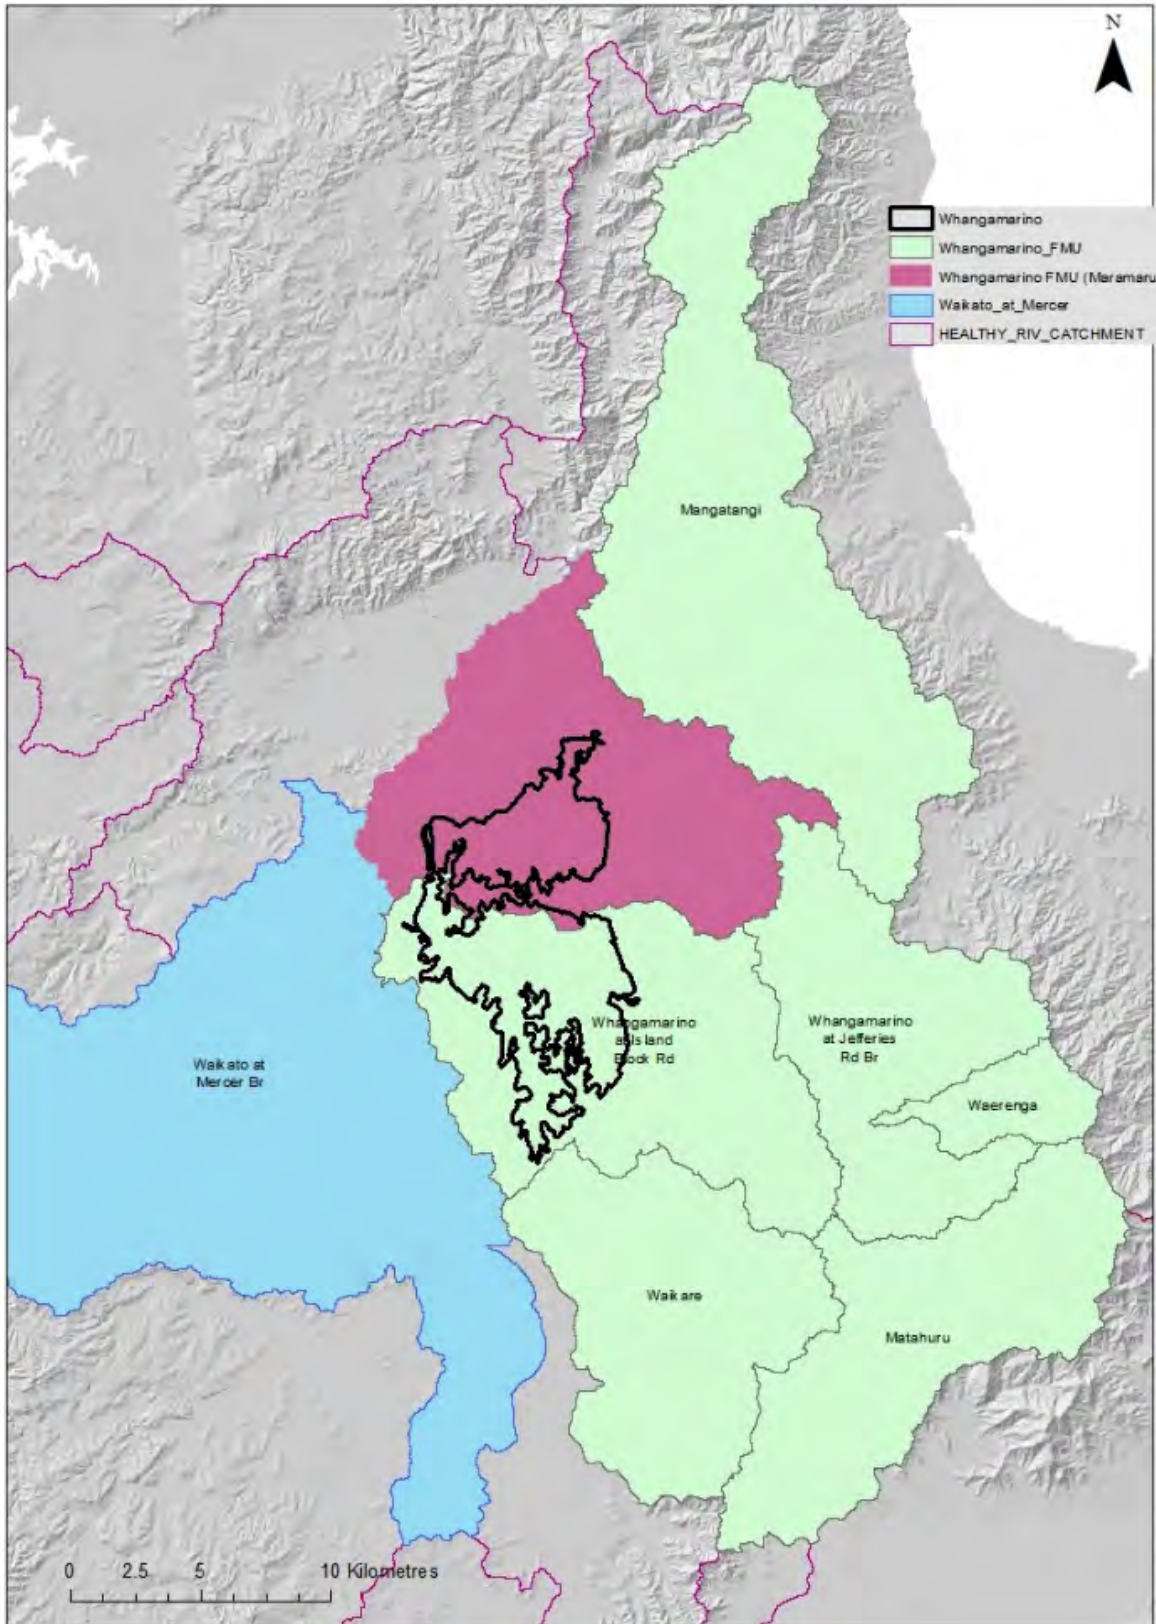 N
Whangamarino
Whangamarino_FMU
Whangamarino FMU (Maramaru
Waikato_at_Mercer
HEALTHY_RIV_CATCHMENT
Mangatangi
Whangamarino
at Island
Block Rd
Whangamarino
at Jefferies
Rd Br
Waikato at
Mercer Br
Waerenga
Waikare
Matahuru
0 2.5 5 10 Kilometres